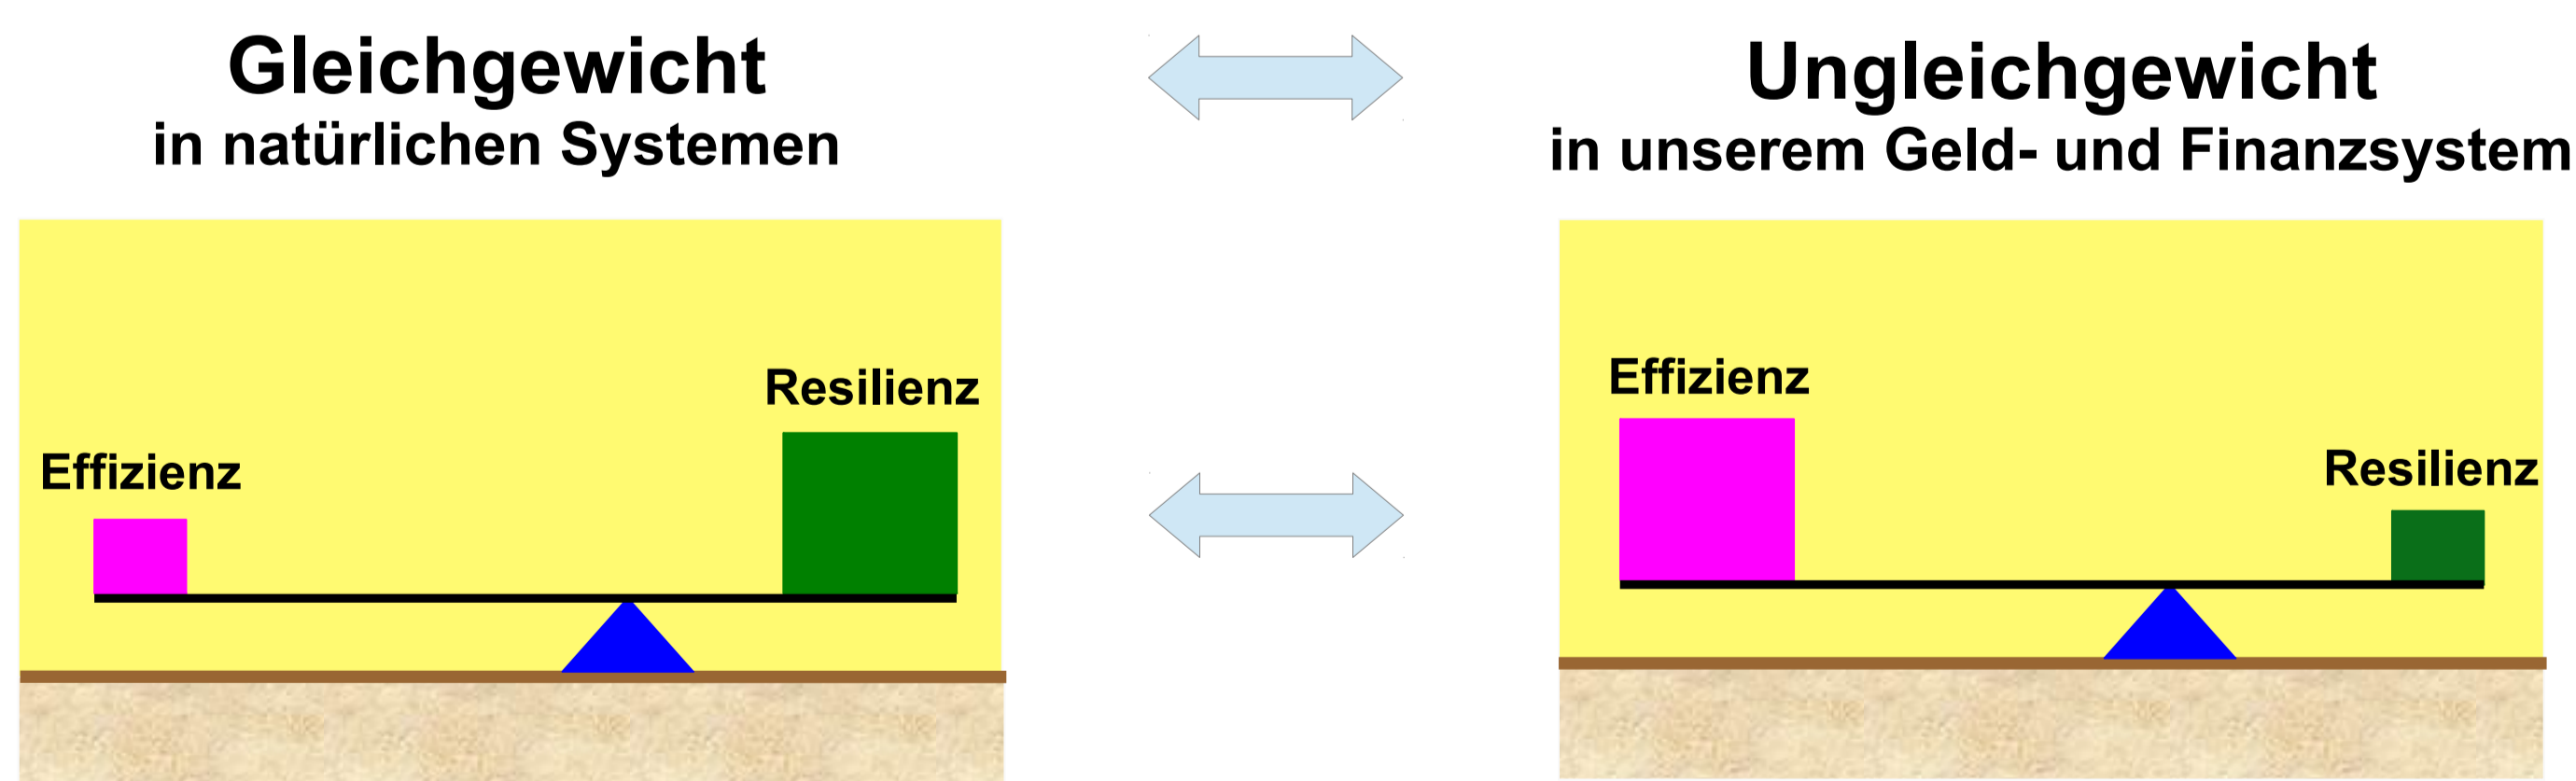 Gleichgewicht
in natürlichen Systemen
Ungleichgewicht
in unserem Geld- und Finanzsystem
Resilienz
Effizienz
Effizienz
Resilienz